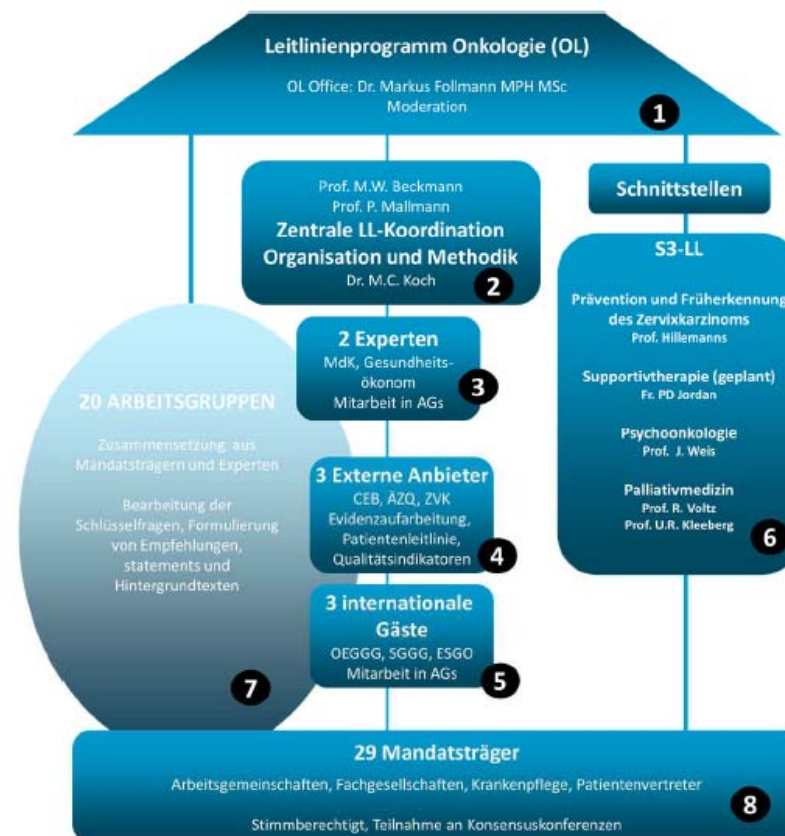 Leitlinienprogramm Onkologie (OL)
OL Office: Dr. Markus Follmann MPH MSc
Moderation
1
Prof. M.W. Beckmann
Prof. P. Mallmann
Zentrale LL-Koordination
Organisation und Methodik
Dr. M.C. Koch
2
2 Experten
MdK, Gesundheits-
ökonom
Mitarbeit in AGs
3
3 Externe Anbieter
CEB, ÄZQ, ZVK
Evidenzaufarbeitung,
Patientenleitlinie,
Qualitätsindikatoren
4
3 internationale
Gäste
OEGGG, SGGG, ESGO
Mitarbeit in AGs
5
Schnittstellen
S3-LL
Prävention und Früherkennung
des Zervixkarzinoms
Prof. Hillemanns
Supportivtherapie (geplant)
Fr. PD Jordan
Psychoonkologie
Prof. J. Weis
Palliativmedizin
Prof. R. Voltz
Prof. U.R. Kleeberg
6
20 ARBEITSGRUPPEN
Zusammensetzung aus
Mandatsträgern und Experten
Bearbeitung der
Schlüsselfragen, Formulierung
von Empfehlungen,
statements und
Hintergrundtexten
7
29 Mandatsträger
Arbeitsgemeinschaften, Fachgesellschaften, Krankenpflege, Patientenvertreter
Stimmberechtigt, Teilnahme an Konsensuskonferenzen
8